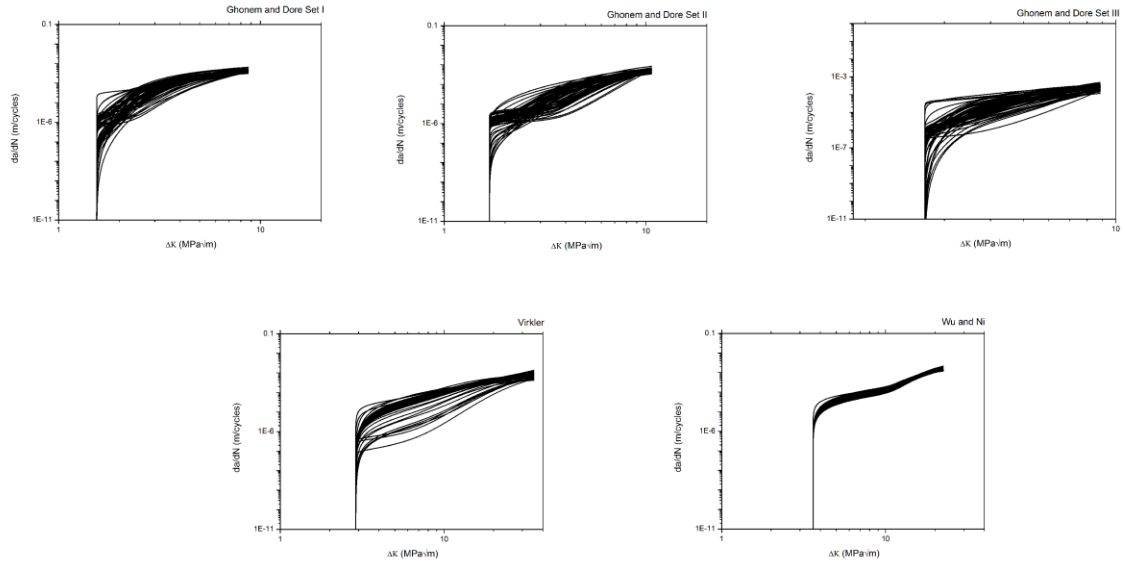 Ghonem and Dore Set I
0.1
1E-6
1E-11
1
10
da/dN (m/cycles)
ΔK (MPa√m)
Ghonem and Dore Set II
0.1
1E-6
1E-11
1
10
da/dN (m/cycles)
ΔK (MPa√m)
Ghonem and Dore Set III
1E-3
1E-7
1E-11
10
da/dN (m/cycles)
ΔK (MPa√m)
Virkler
0.1
1E-6
1E-11
1
10
da/dN (m/cycles)
ΔK (MPa√m)
Wu and Ni
0.1
1E-6
1E-11
1
10
da/dN (m/cycles)
ΔK (MPa√m)